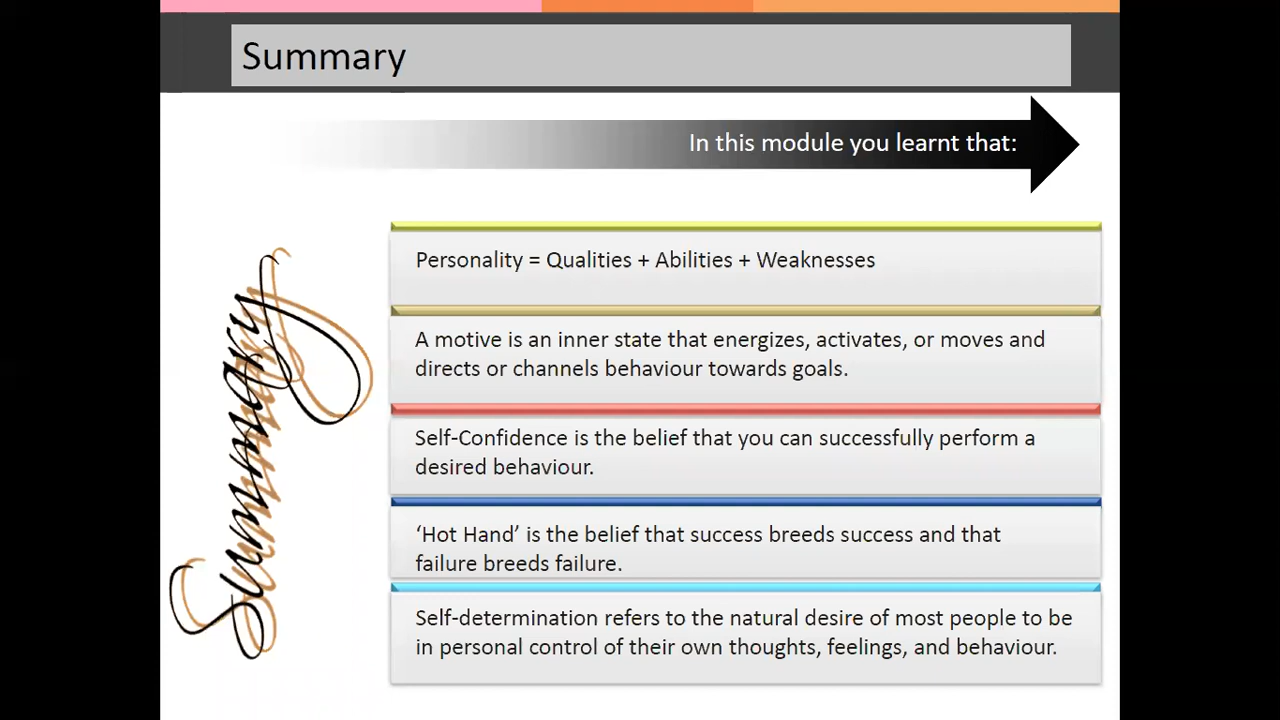 Summary
In this module you learnt that:
Summary
Personality = Qualities + Abilities + Weaknesses
A motive is an inner state that energizes, activates, or moves and
directs or channels behaviour towards goals.
Self-Confidence is the belief that you can successfully perform a
desired behaviour.
‘Hot Hand’ is the belief that success breeds success and that
failure breeds failure.
Self-determination refers to the natural desire of most people to be
in personal control of their own thoughts, feelings, and behaviour.